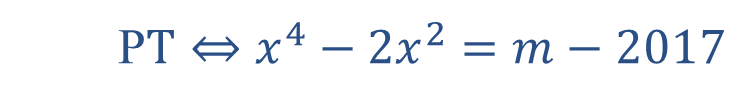 PT ⇔ x⁴ − 2x² = m − 2017